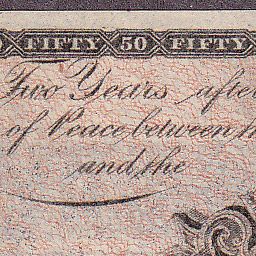 FIFTY 50 FIFTY
Two Years after
of Peace between
and the